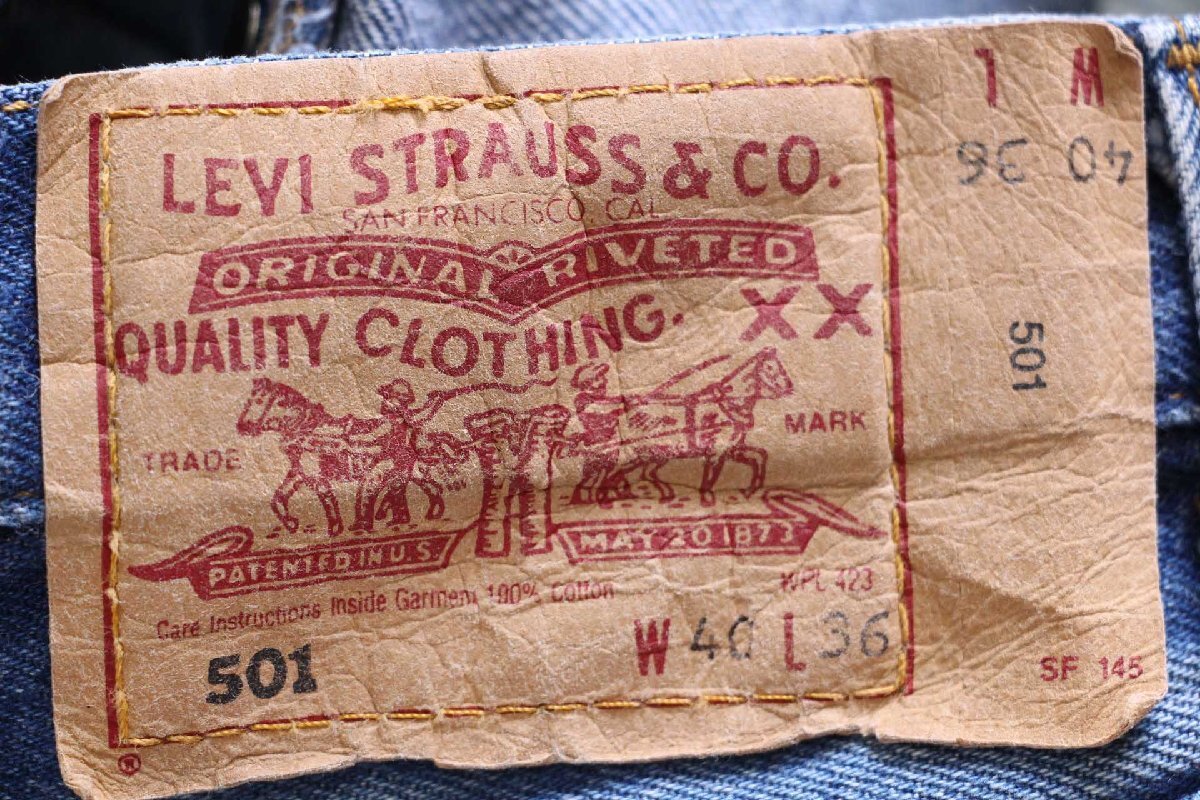 LEVI STRAUSS & CO.
SAN FRANCISCO, CAL
ORIGINAL RIVETED
QUALITY CLOTHING. XX
TRADE MARK
PATENTED IN U.S. MAY 20 1873
Care Instructions Inside Garment 100% Cotton WPL 423
501 W 40 L 36
®
L W
36 40
501
SF 145